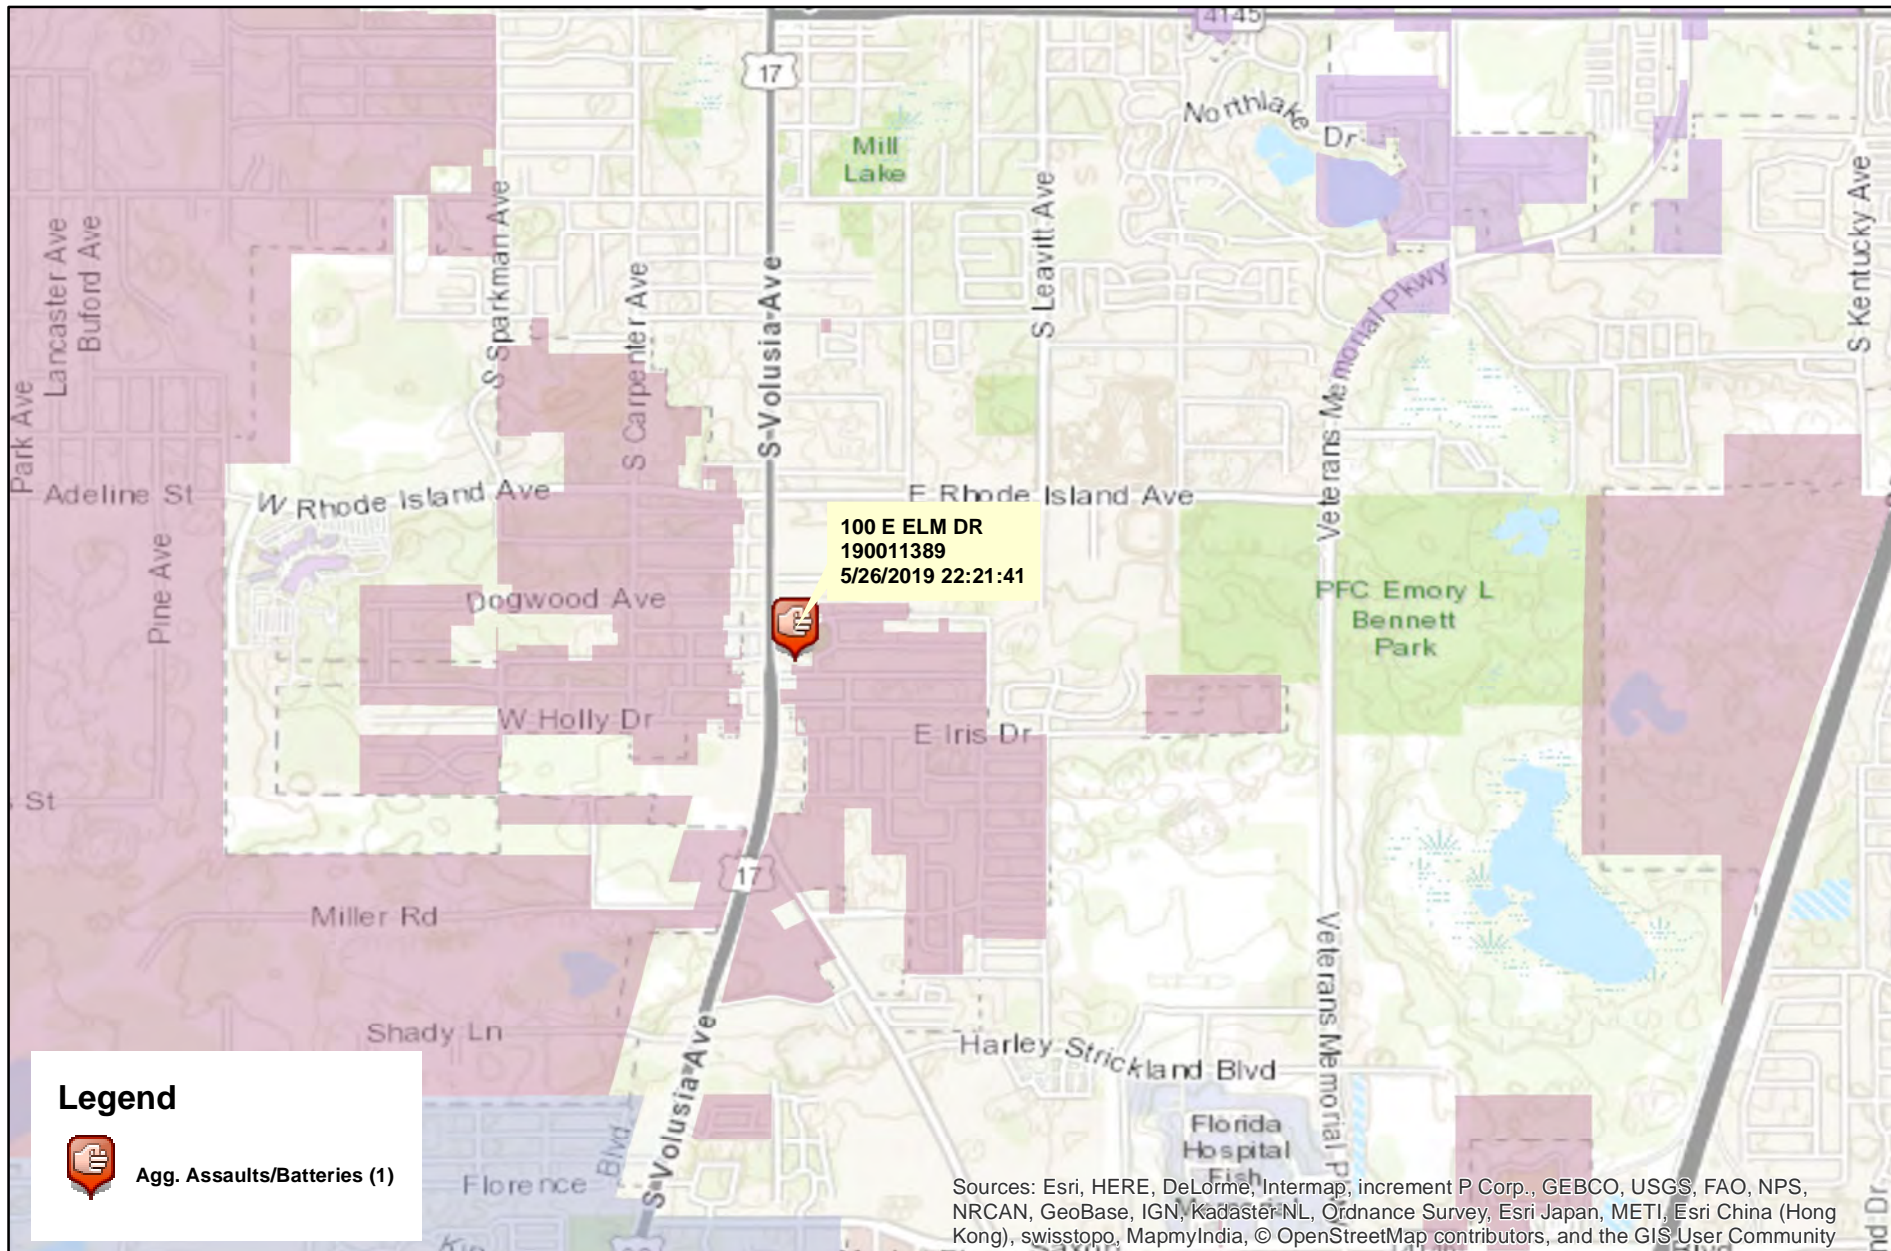 4145
17
Northlake Dr
Mill
Lake
Lancaster Ave
Buford Ave
S Sparkman Ave
S Carpenter Ave
S Volusia Ave
S Leavitt Ave
Veterans Memorial Pkwy
S Kentucky Ave
Park Ave
Adeline St
W Rhode Island Ave
E Rhode Island Ave
100 E ELM DR
190011389
5/26/2019 22:21:41
Pine Ave
Dogwood Ave
PFC Emory L
Bennett
Park
W Holly Dr
E Iris Dr
St
17
Miller Rd
Shady Ln
Harley Strickland Blvd
Veterans Memorial P
S Volusia Ave
Florida
Hospital
Fish
Florence
Blvd
Legend
Agg. Assaults/Batteries (1)
Sources: Esri, HERE, DeLorme, Intermap, increment P Corp., GEBCO, USGS, FAO, NPS,
NRCAN, GeoBase, IGN, Kadaster NL, Ordnance Survey, Esri Japan, METI, Esri China (Hong
Kong), swisstopo, MapmyIndia, © OpenStreetMap contributors, and the GIS User Community